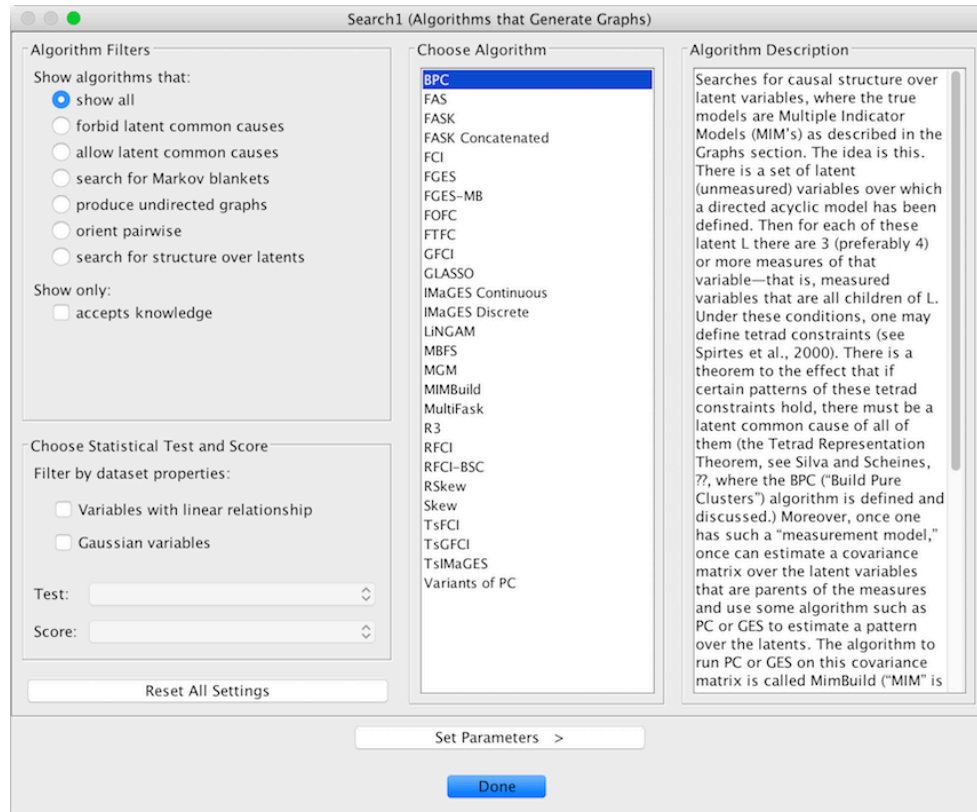 Search1 (Algorithms that Generate Graphs)
Algorithm Filters
Show algorithms that:
show all
forbid latent common causes
allow latent common causes
search for Markov blankets
produce undirected graphs
orient pairwise
search for structure over latents
Show only:
accepts knowledge
Choose Statistical Test and Score
Filter by dataset properties:
Variables with linear relationship
Gaussian variables
Test:
Score:
Reset All Settings
Choose Algorithm
BPC
FAS
FASK
FASK Concatenated
FCI
FGES
FGES-MB
FOFC
FTFC
GFCI
GLASSO
IMaGES Continuous
IMaGES Discrete
LiNGAM
MBFS
MGM
MIMBuild
MultiFask
R3
RFCI
RFCI-BSC
RSkew
Skew
TsFCI
TsGFCI
TsIMaGES
Variants of PC
Algorithm Description
Searches for causal structure over
latent variables, where the true
models are Multiple Indicator
Models (MIM's) as described in the
Graphs section. The idea is this.
There is a set of latent
(unmeasured) variables over which
a directed acyclic model has been
defined. Then for each of these
latent L there are 3 (preferably 4)
or more measures of that
variable—that is, measured
variables that are all children of L.
Under these conditions, one may
define tetrad constraints (see
Spirtes et al., 2000). There is a
theorem to the effect that if
certain patterns of these tetrad
constraints hold, there must be a
latent common cause of all of
them (the Tetrad Representation
Theorem, see Silva and Scheines,
??, where the BPC (“Build Pure
Clusters”) algorithm is defined and
discussed.) Moreover, once one
has such a “measurement model,”
once can estimate a covariance
matrix over the latent variables
that are parents of the measures
and use some algorithm such as
PC or GES to estimate a pattern
over the latents. The algorithm to
run PC or GES on this covariance
matrix is called MimBuild (“MIM” is
Set Parameters >
Done